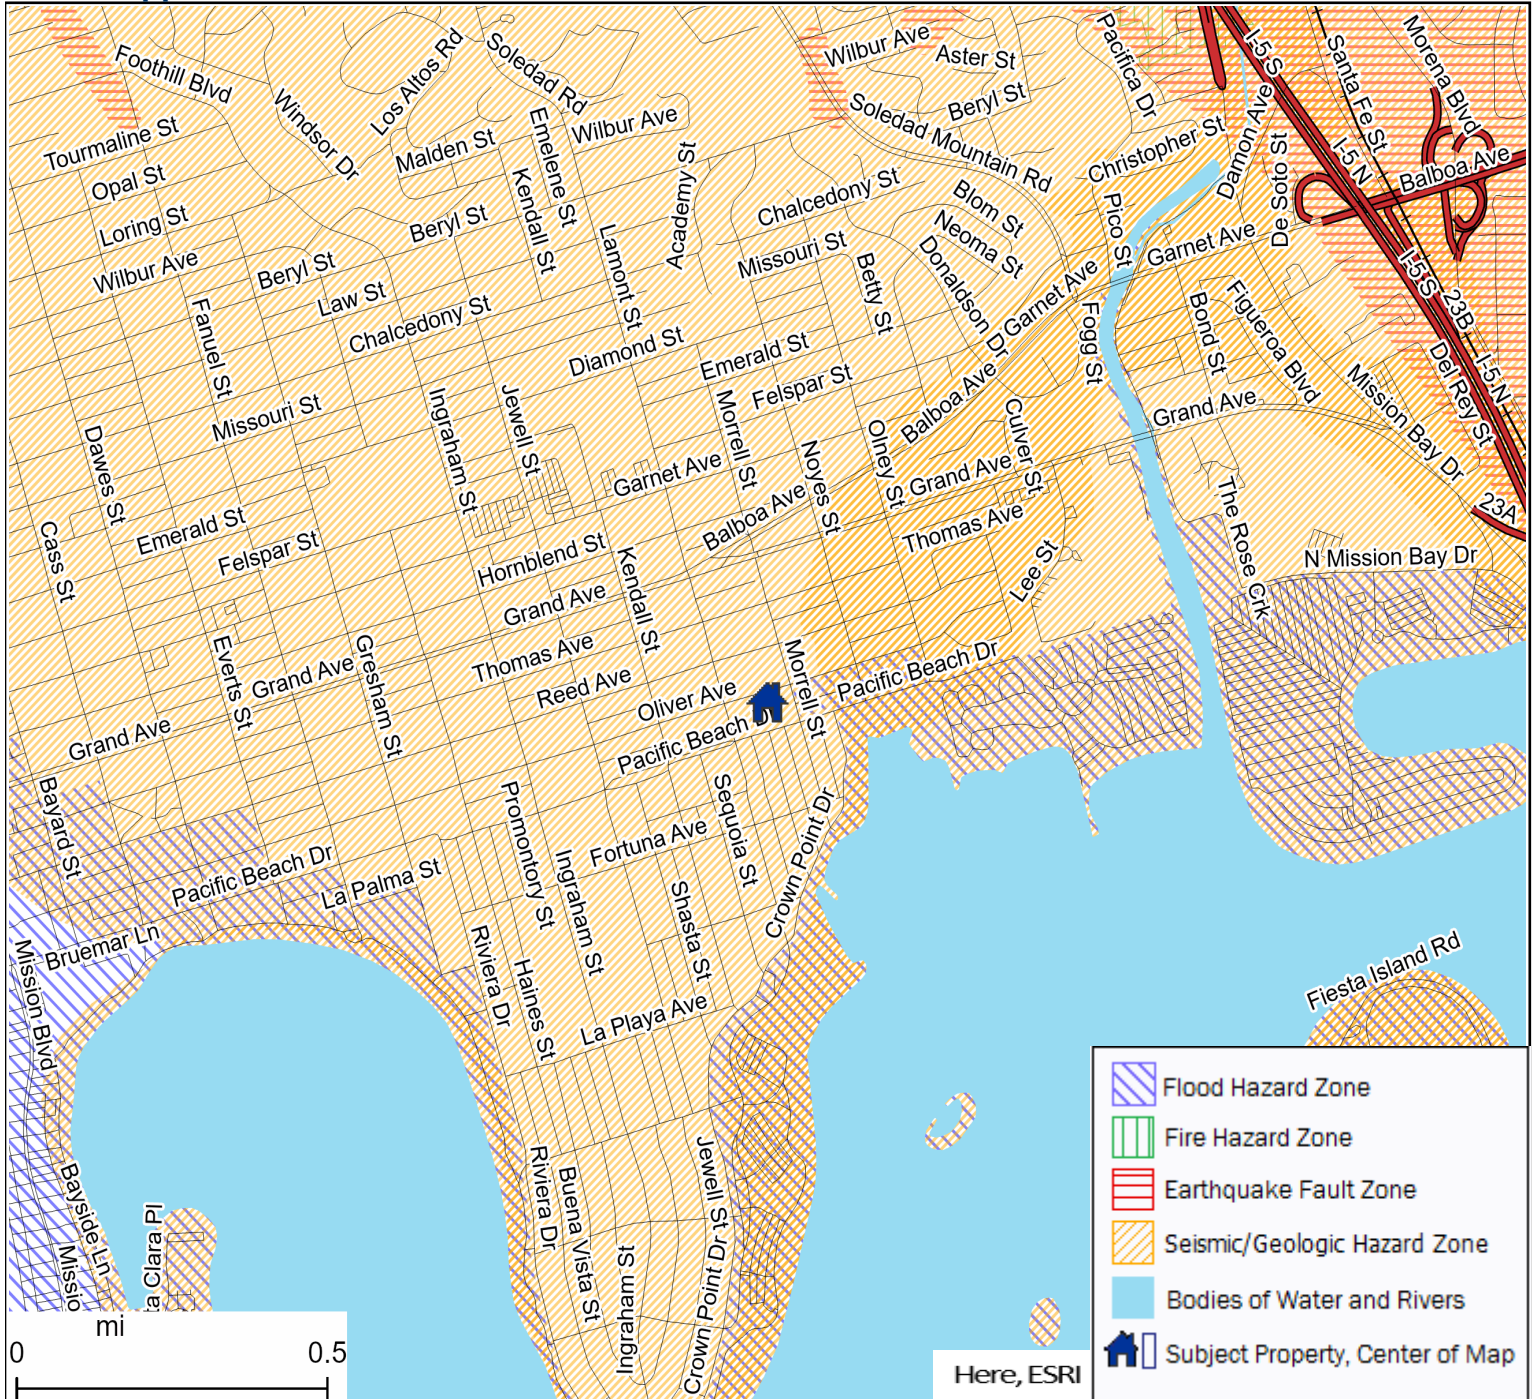 Foothill Blvd
Los Altos Rd
Soledad Rd
Wilbur Ave
Aster St
Pacifica Dr
I-5 S
Santa Fe St
Morena Blvd
Tourmaline St
Windsor Dr
Malden St
Emelene St
Wilbur Ave
Beryl St
Soledad Mountain Rd
Christopher St
Damon Ave
I-5 N
Balboa Ave
Opal St
Kendall St
Academy St
Chalcedony St
Blom St
Pico St
De Soto St
Loring St
Beryl St
Lamont St
Missouri St
Neoma St
Garnet Ave
Wilbur Ave
Beryl St
Law St
Betty St
Donaldson Dr
Garnet Ave
I-5 S
23B
Fanuel St
Chalcedony St
Diamond St
Emerald St
Fogg St
Bond St
Figueroa Blvd
I-5 N
Missouri St
Ingraham St
Jewell St
Morrell St
Felspar St
Balboa Ave
Culver St
Grand Ave
Mission Bay Dr
Del Rey St
Dawes St
Garnet Ave
Noyes St
Olney St
Grand Ave
The Rose Crk
23A
Cass St
Emerald St
Felspar St
Hornblend St
Balboa Ave
Thomas Ave
Lee St
N Mission Bay Dr
Grand Ave
Kendall St
Everts St
Grand Ave
Gresham St
Thomas Ave
Reed Ave
Oliver Ave
Morrell St
Pacific Beach Dr
Grand Ave
Pacific Beach D
Bayard St
Promontory St
Fortuna Ave
Sequoia St
Crown Point Dr
Pacific Beach Dr
La Palma St
Ingraham St
Shasta St
Bruemar Ln
Mission Blvd
Riviera Dr
Haines St
La Playa Ave
Fiesta Island Rd
Bayside Ln
Missio
ta Clara Pl
Riviera Dr
Buena Vista St
Ingraham St
Jewell St
Crown Point Dr
Flood Hazard Zone
Fire Hazard Zone
Earthquake Fault Zone
Seismic/Geologic Hazard Zone
Bodies of Water and Rivers
Subject Property, Center of Map
mi
0 0.5
Here, ESRI